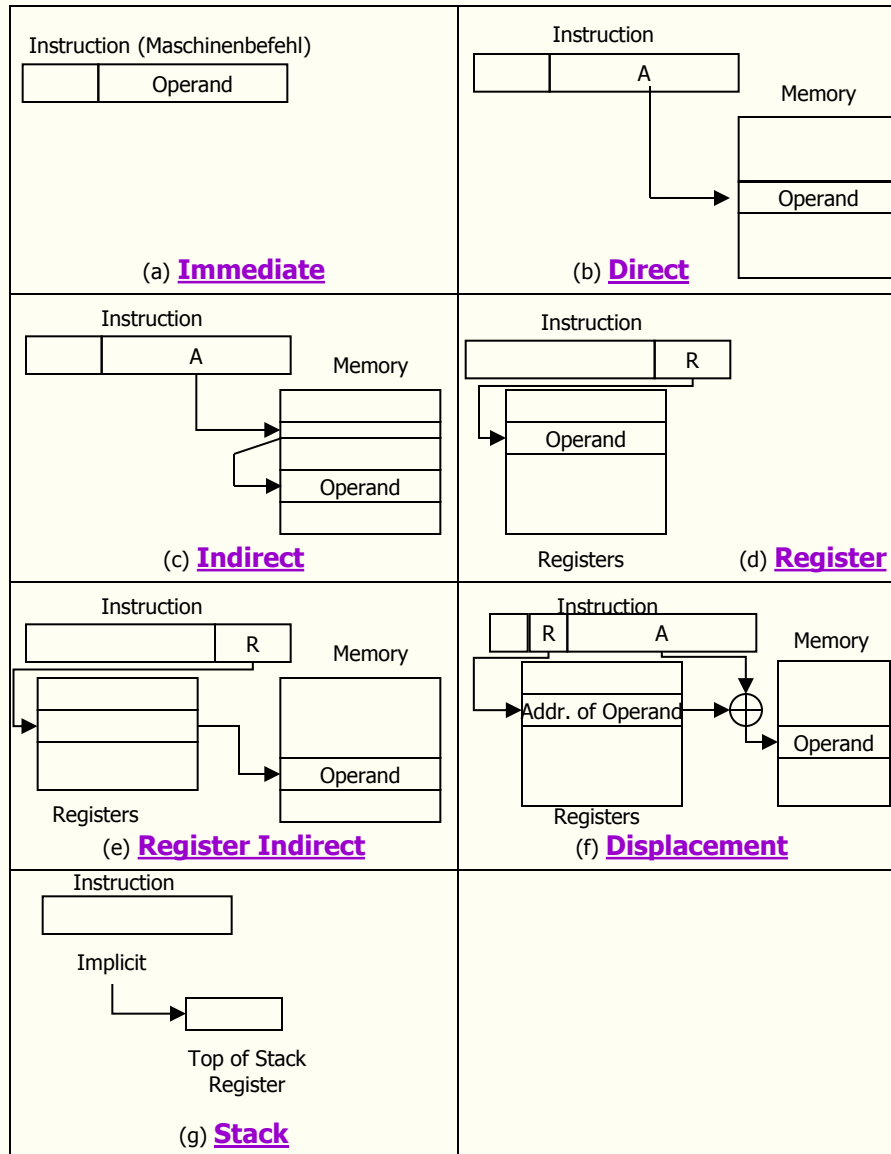 Instruction (Maschinenbefehl)
Operand
(a) Immediate
Instruction
A
Memory
Operand
(b) Direct
Instruction
A
Memory
Operand
(c) Indirect
Instruction
R
Operand
Registers
(d) Register
Instruction
R
Memory
Operand
Registers
(e) Register Indirect
Instruction
R
A
Memory
Addr. of Operand
Operand
Registers
(f) Displacement
Instruction
Implicit
Top of Stack
Register
(g) Stack